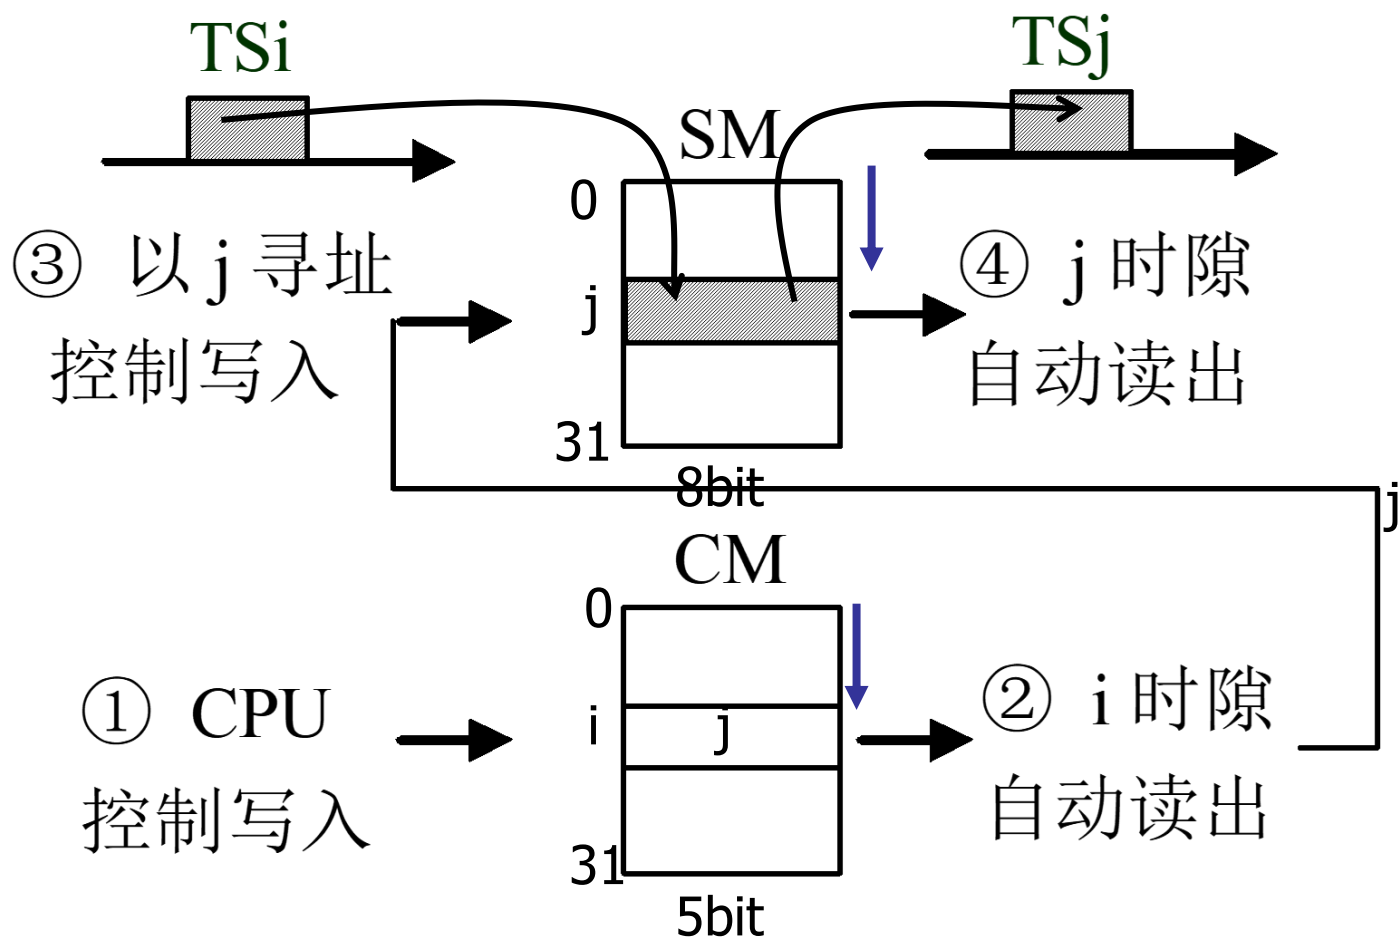 TSi
TSj
SM
0
③ 以 j 寻址
控制写入
j
④ j 时隙
自动读出
31
8bit
j
CM
0
① CPU
控制写入
i
j
② i 时隙
自动读出
31
5bit